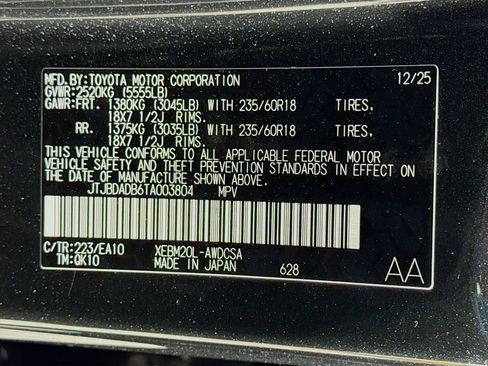 MFD.BY:TOYOTA MOTOR CORPORATION 12/25
GVWR:2520KG (5555LB)
GAWR:FRT. 1380KG (3045LB) WITH 235/60R18 TIRES,
18X7 1/2J RIMS.
RR. 1375KG (3035LB) WITH 235/60R18 TIRES,
18X7 1/2J RIMS.
THIS VEHICLE CONFORMS TO ALL APPLICABLE FEDERAL MOTOR
VEHICLE SAFETY AND THEFT PREVENTION STANDARDS IN EFFECT ON
THE DATE OF MANUFACTURE SHOWN ABOVE.
JTJBDADB6TA003804 MPV
C/TR:223/EA10 XEBM20L-AWDCSA
TM:QK10 MADE IN JAPAN 628 AA